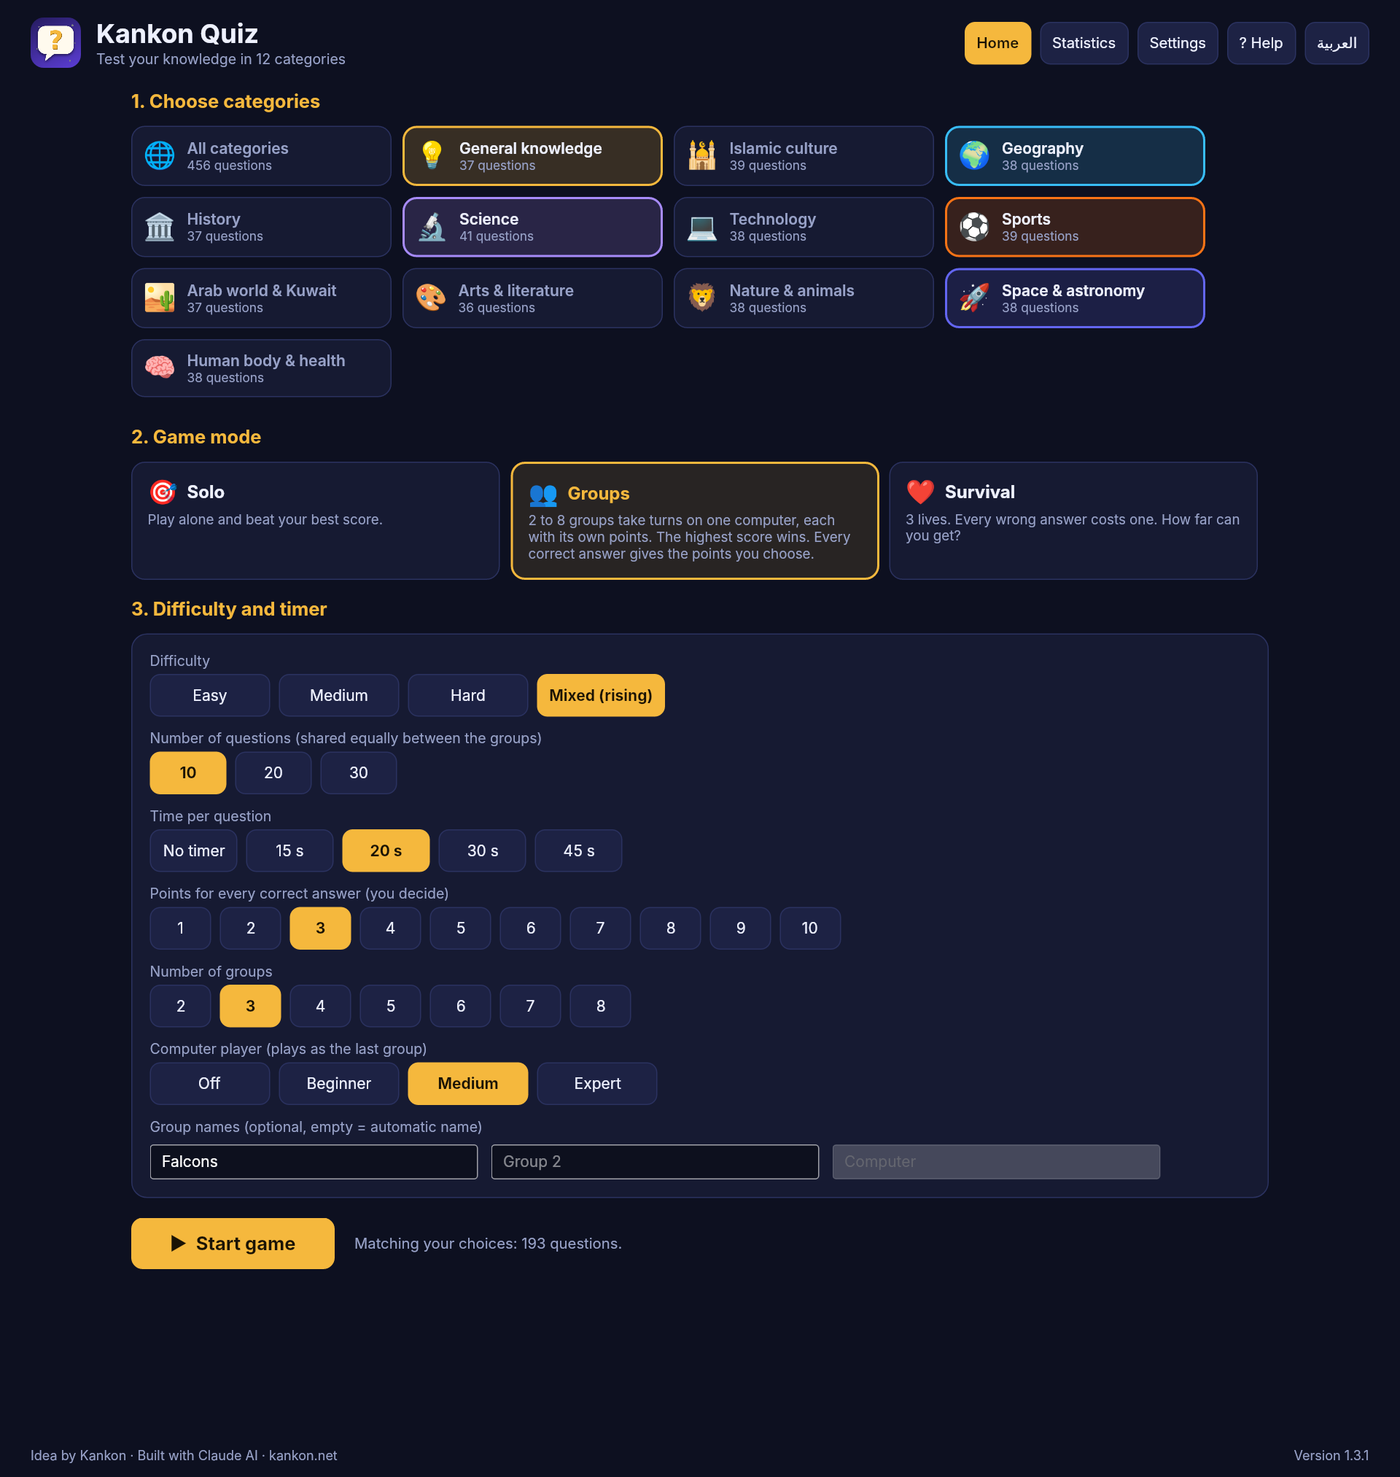 Kankon Quiz
Test your knowledge in 12 categories
Home
Statistics
Settings
? Help
العربية
1. Choose categories
All categories
456 questions
General knowledge
37 questions
Islamic culture
39 questions
Geography
38 questions
History
37 questions
Science
41 questions
Technology
38 questions
Sports
39 questions
Arab world & Kuwait
37 questions
Arts & literature
36 questions
Nature & animals
38 questions
Space & astronomy
38 questions
Human body & health
38 questions
2. Game mode
Solo
Play alone and beat your best score.
Groups
2 to 8 groups take turns on one computer, each
with its own points. The highest score wins. Every
correct answer gives the points you choose.
Survival
3 lives. Every wrong answer costs one. How far can
you get?
3. Difficulty and timer
Difficulty
Easy
Medium
Hard
Mixed (rising)
Number of questions (shared equally between the groups)
10
20
30
Time per question
No timer
15 s
20 s
30 s
45 s
Points for every correct answer (you decide)
1
2
3
4
5
6
7
8
9
10
Number of groups
2
3
4
5
6
7
8
Computer player (plays as the last group)
Off
Beginner
Medium
Expert
Group names (optional, empty = automatic name)
Falcons
Group 2
Computer
▶ Start game
Matching your choices: 193 questions.
Idea by Kankon · Built with Claude AI · kankon.net
Version 1.3.1